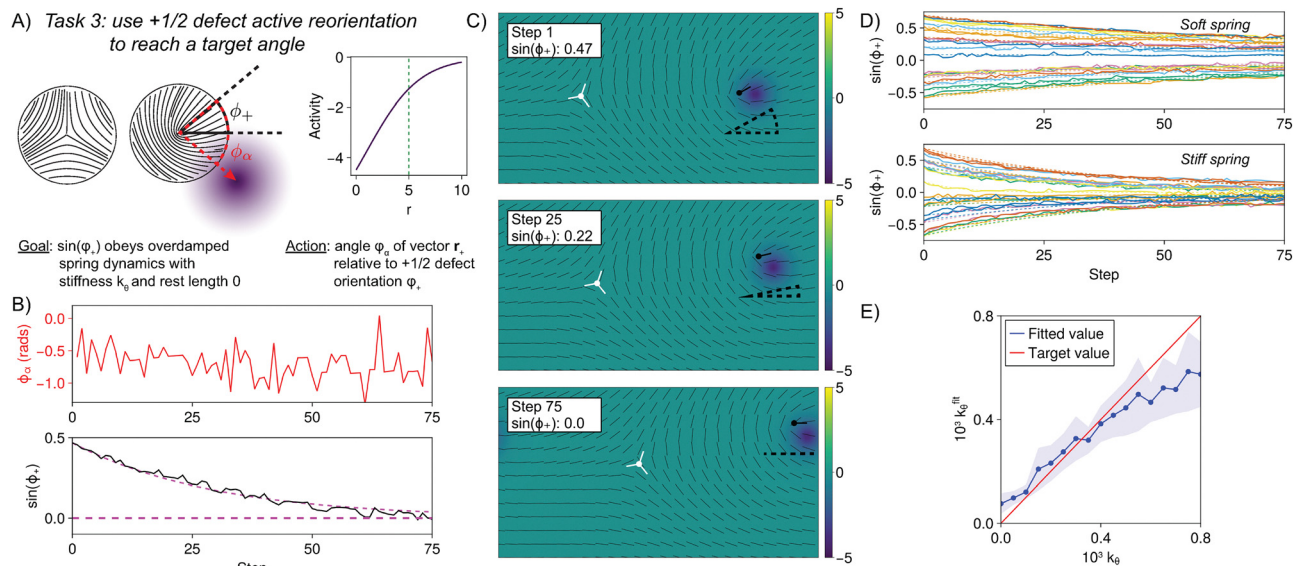 A) Task 3: use +1/2 defect active reorientation
to reach a target angle
ϕ+
ϕα
Activity
0
−2
−4
0
5
10
r
Goal: sin(φ+) obeys overdamped
spring dynamics with
stiffness kθ and rest length 0
Action: angle φα of vector r+
relative to +1/2 defect
orientation φ+
B)
ϕα (rads)
0.0
−0.5
−1.0
0
25
50
75
sin(ϕ+)
0.5
0.0
0
25
50
75
Step
C)
Step 1
sin(ϕ+): 0.47
5
0
−5
Step 25
sin(ϕ+): 0.22
5
0
−5
Step 75
sin(ϕ+): 0.0
5
0
−5
D)
Soft spring
sin(ϕ+)
0.5
0.0
−0.5
0
25
50
75
Stiff spring
sin(ϕ+)
0.5
0.0
−0.5
0
25
50
75
Step
E)
Fitted value
Target value
10³ kθfit
0.8
0.4
0.0
0.0
0.4
0.8
10³ kθ